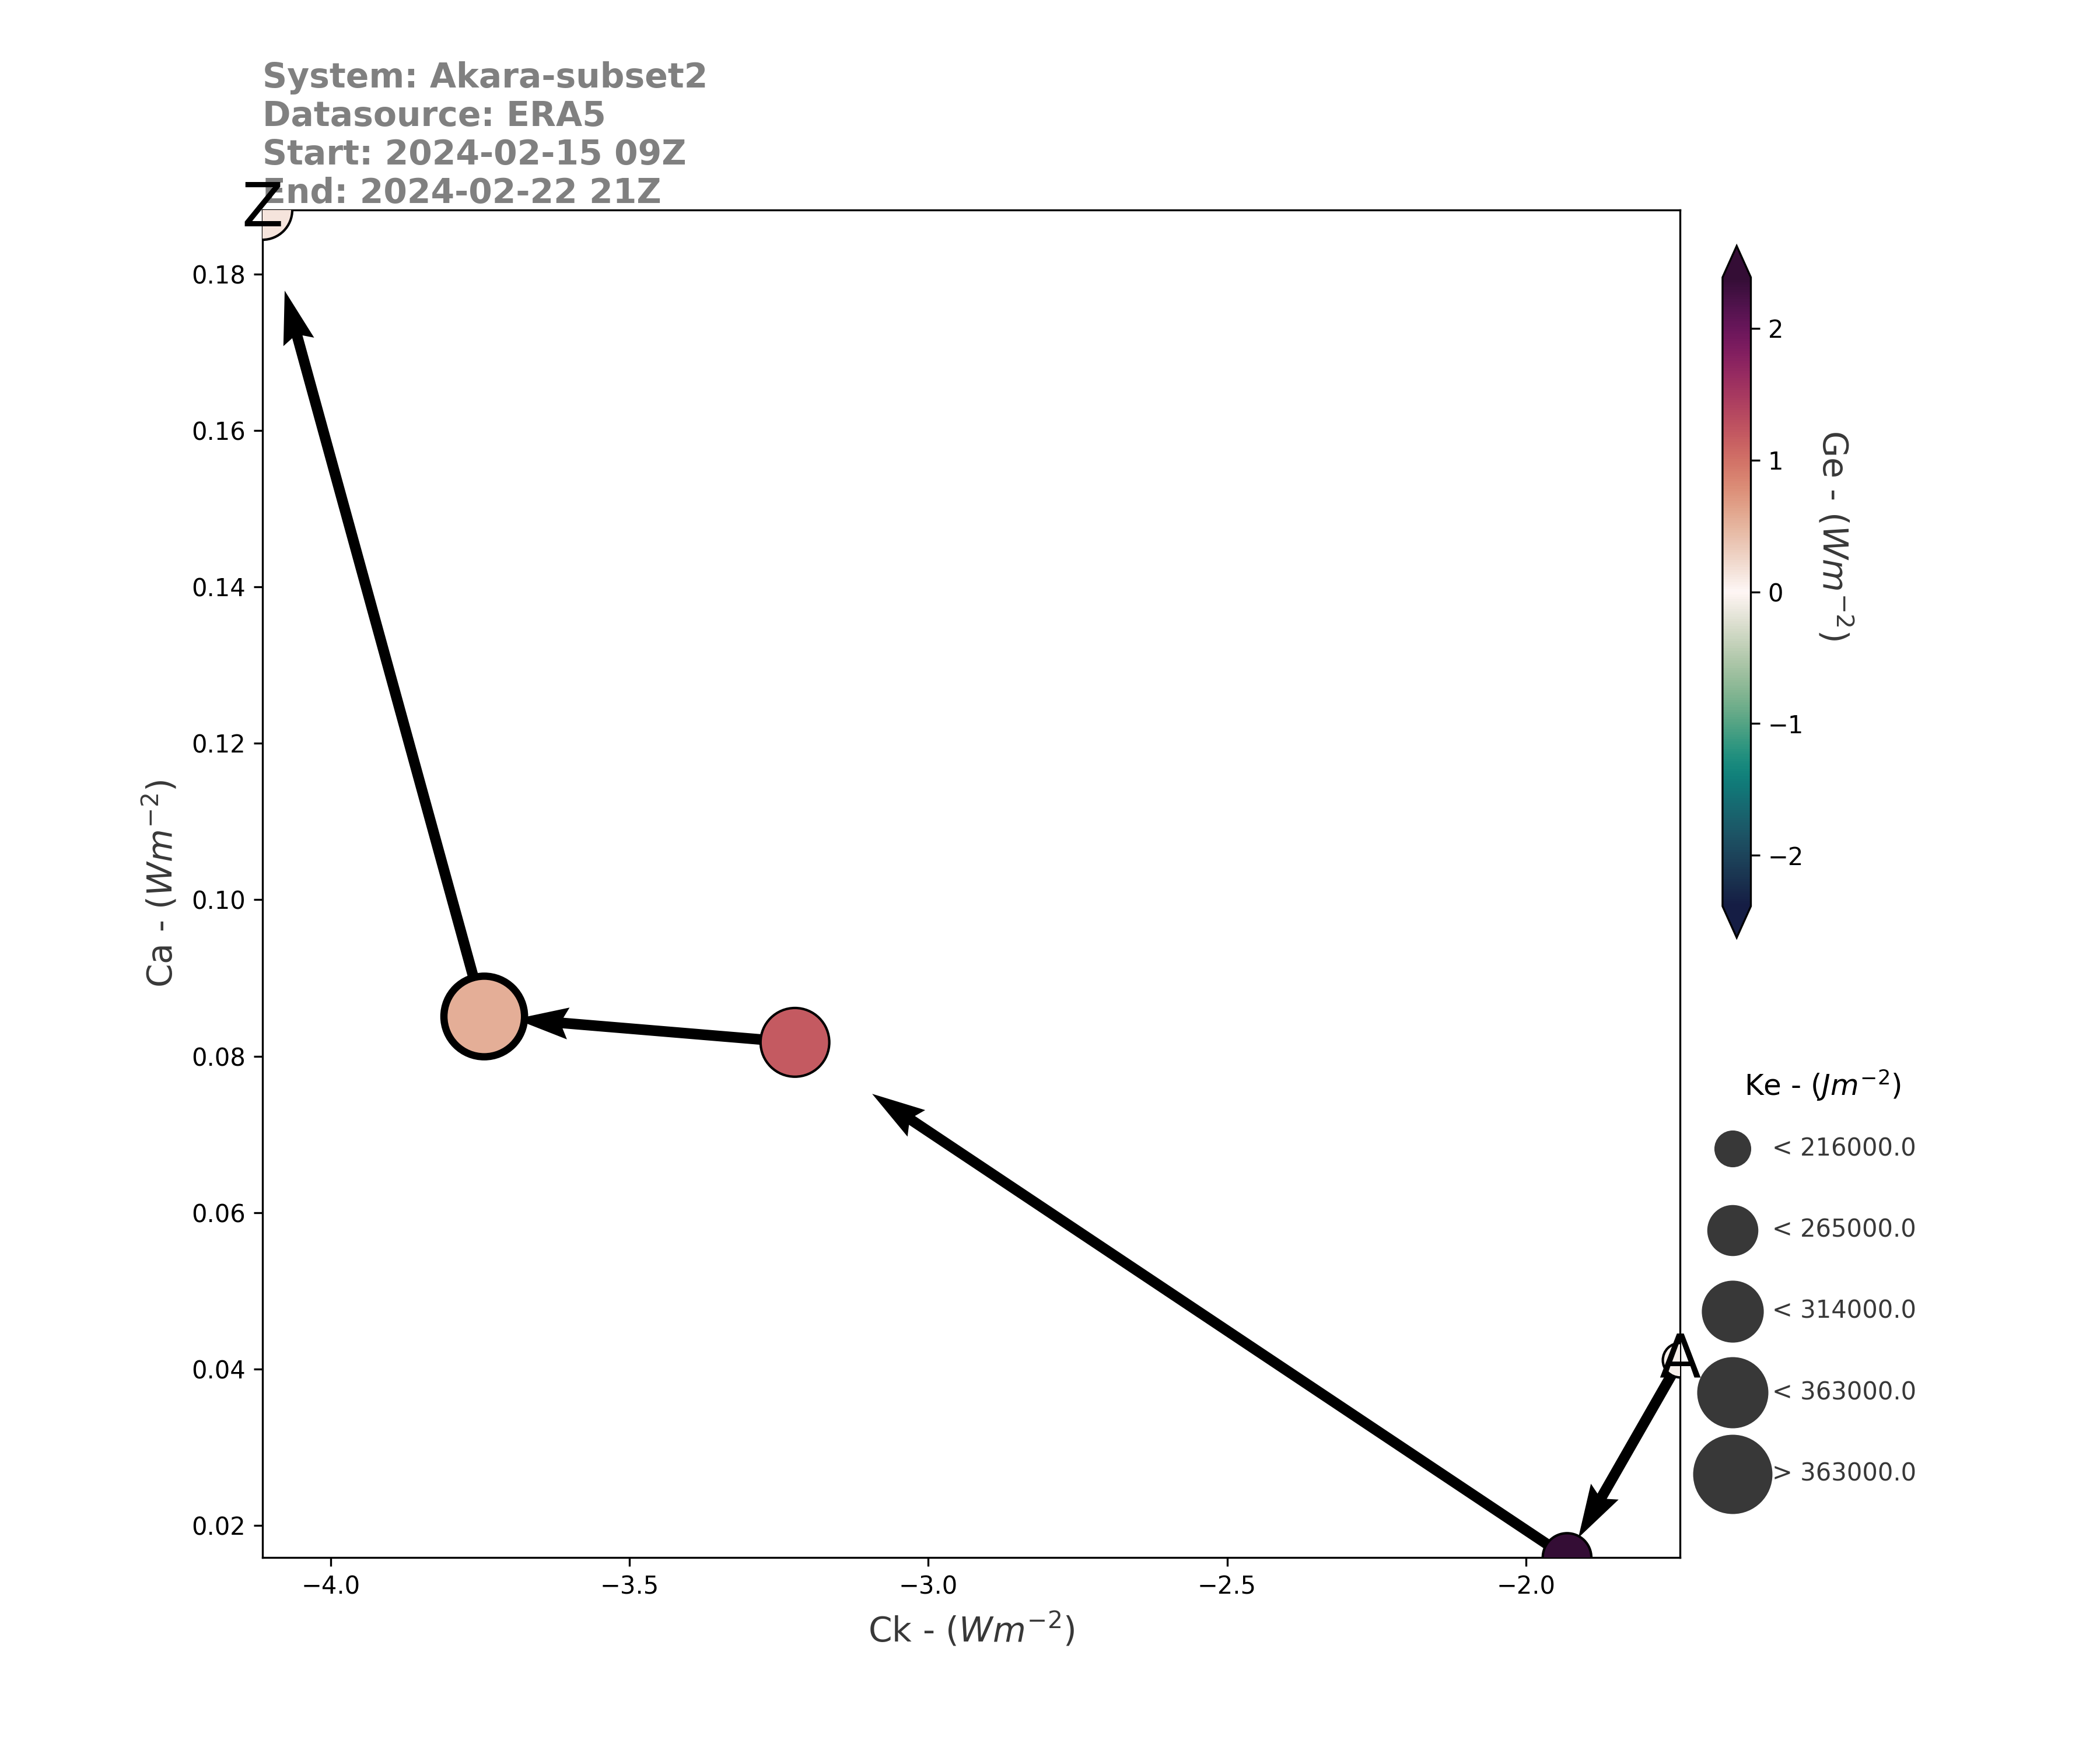 System: Akara-subset2
Datasource: ERA5
Start: 2024-02-15 09Z
End: 2024-02-22 21Z
Z
0.18
0.16
0.14
0.12
0.10
0.08
0.06
0.04
0.02
Ca - (Wm⁻²)
−4.0
−3.5
−3.0
−2.5
−2.0
Ck - (Wm⁻²)
A
2
1
0
−1
−2
Ge - (Wm⁻²)
Ke - (Jm⁻²)
< 216000.0
< 265000.0
< 314000.0
< 363000.0
> 363000.0